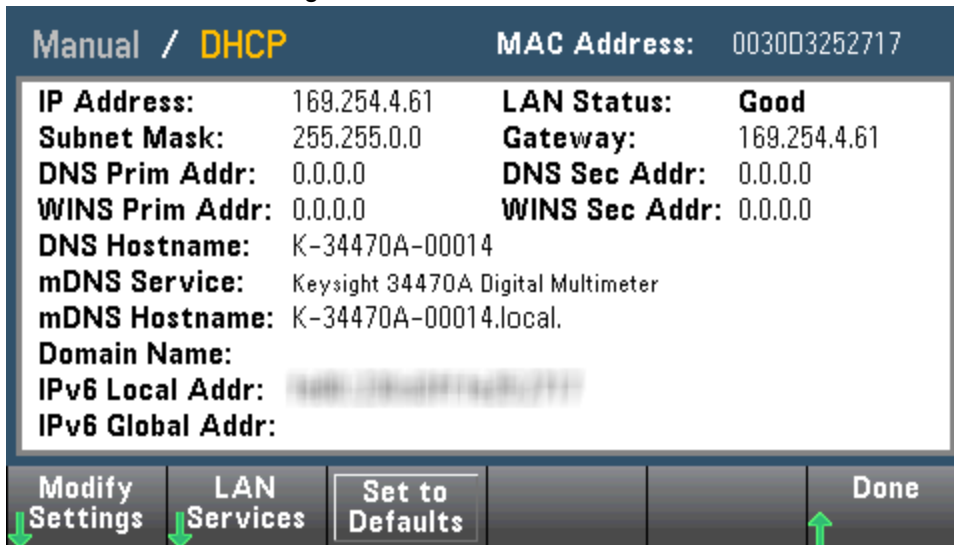 Manual / DHCP MAC Address: 0030D3252717
IP Address: 169.254.4.61 LAN Status: Good
Subnet Mask: 255.255.0.0 Gateway: 169.254.4.61
DNS Prim Addr: 0.0.0.0 DNS Sec Addr: 0.0.0.0
WINS Prim Addr: 0.0.0.0 WINS Sec Addr: 0.0.0.0
DNS Hostname: K-34470A-00014
mDNS Service: Keysight 34470A Digital Multimeter
mDNS Hostname: K-34470A-00014.local.
Domain Name:
IPv6 Local Addr:
IPv6 Global Addr:
Modify LAN Set to Done
Settings Services Defaults